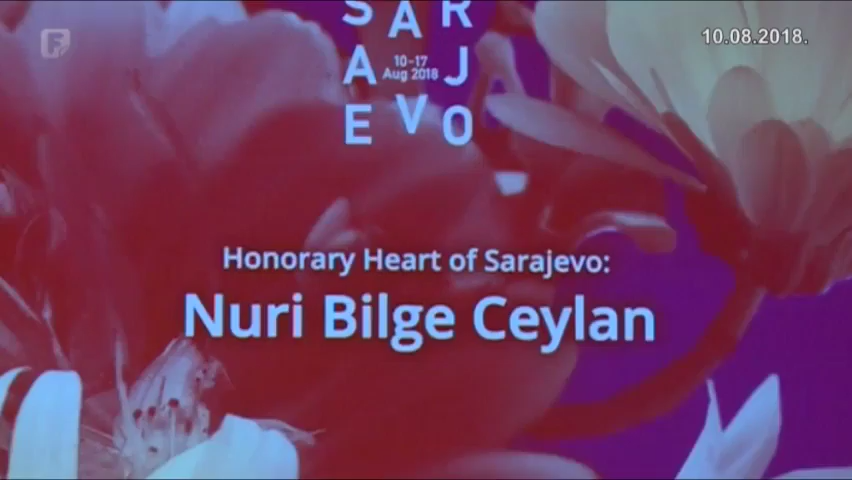 10.08.2018.
SAR
A J
EVO
10-17
Aug 2018
Honorary Heart of Sarajevo:
Nuri Bilge Ceylan
F